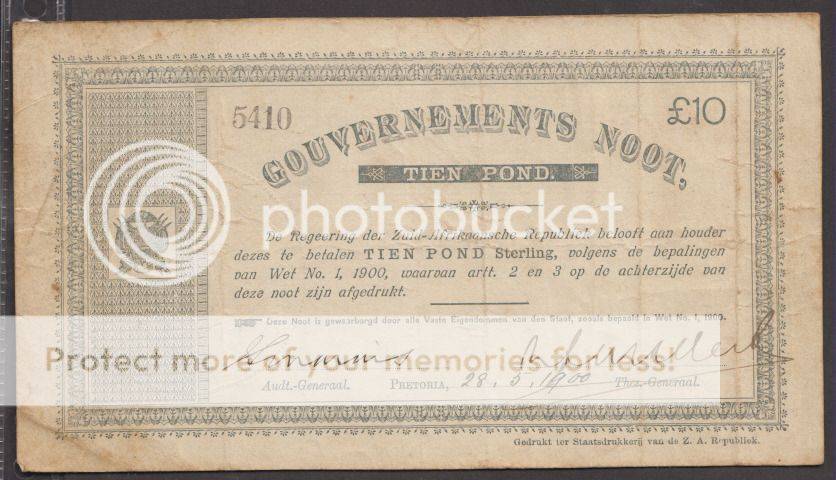 5410
£10
GOUVERNEMENTS NOOT,
TIEN POND.
photobucket
De Regeering der Zuid-Afrikaansche Republiek belooft aan houder
dezes te betalen TIEN POND Sterling, volgens de bepalingen
van Wet No. 1, 1900, waarvan artt. 2 en 3 op de achterzijde van
deze noot zijn afgedrukt.
Deze Noot is gewaarborgd door alle Vaste Eigendommen van den Staat, zooals bepaald in Wet No. 1, 1900.
Protect more of your memories for less!
Audt.-Generaal. PRETORIA, 28.5.1900 Thes.-Generaal.
Gedrukt ter Staatsdrukkerij van de Z. A. Republiek.